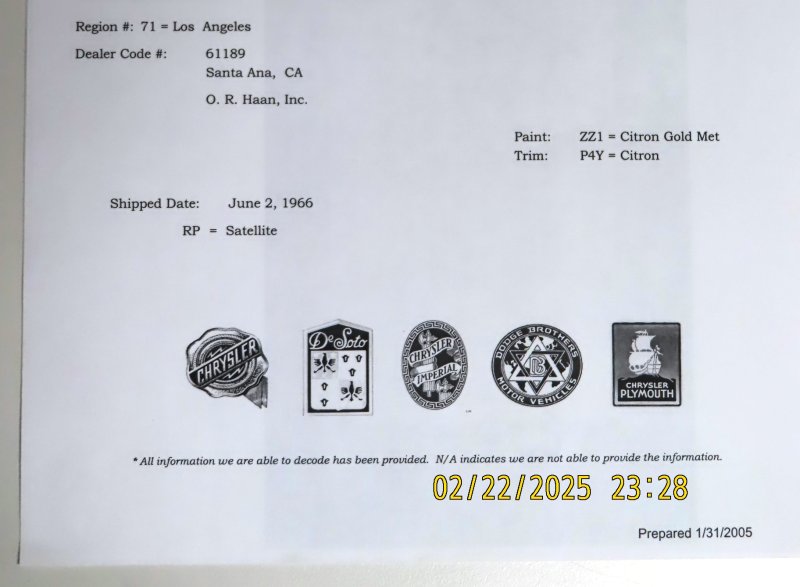 Region #: 71 = Los Angeles
Dealer Code #: 61189
Santa Ana, CA
O. R. Haan, Inc.
Paint: ZZ1 = Citron Gold Met
Trim: P4Y = Citron
Shipped Date: June 2, 1966
RP = Satellite
CHRYSLER
De Soto
CHRYSLER
IMPERIAL
DODGE BROTHERS
DB
MOTOR VEHICLES
CHRYSLER
PLYMOUTH
* All information we are able to decode has been provided. N/A indicates we are not able to provide the information.
02/22/2025 23:28
Prepared 1/31/2005